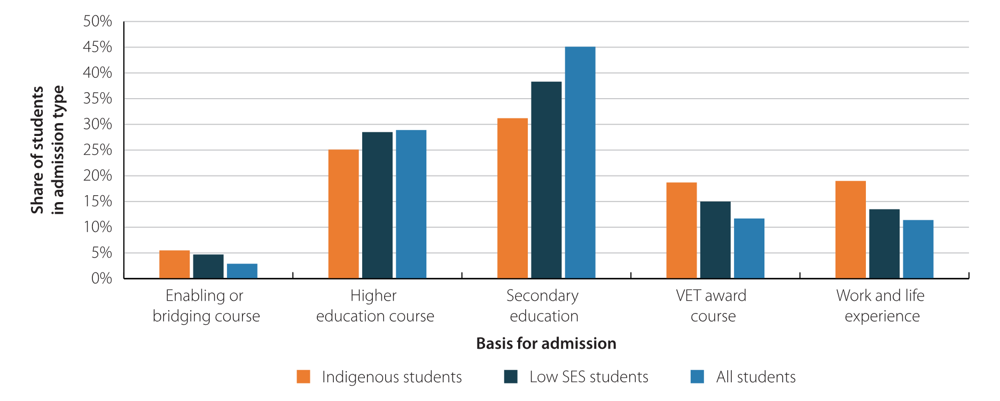 50%
45%
40%
35%
30%
25%
20%
15%
10%
5%
0%
Share of students
in admission type
Enabling or
bridging course
Higher
education course
Secondary
education
VET award
course
Work and life
experience
Basis for admission
Indigenous students
Low SES students
All students